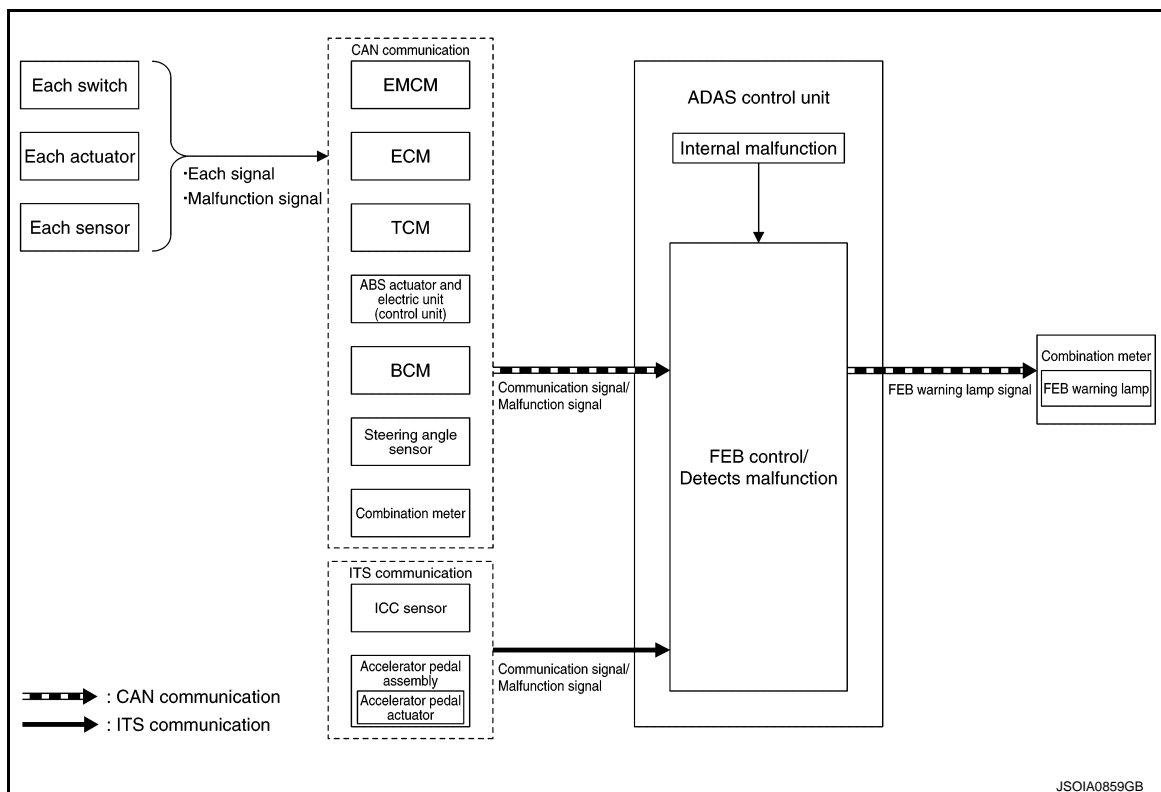 Each switch
Each actuator
Each sensor
·Each signal
·Malfunction signal
CAN communication
EMCM
ECM
TCM
ABS actuator and
electric unit
(control unit)
BCM
Steering angle
sensor
Combination meter
ITS communication
ICC sensor
Accelerator pedal
assembly
Accelerator pedal
actuator
Communication signal/
Malfunction signal
Communication signal/
Malfunction signal
ADAS control unit
Internal malfunction
FEB control/
Detects malfunction
FEB warning lamp signal
Combination meter
FEB warning lamp
: CAN communication
: ITS communication
JSOIA0859GB